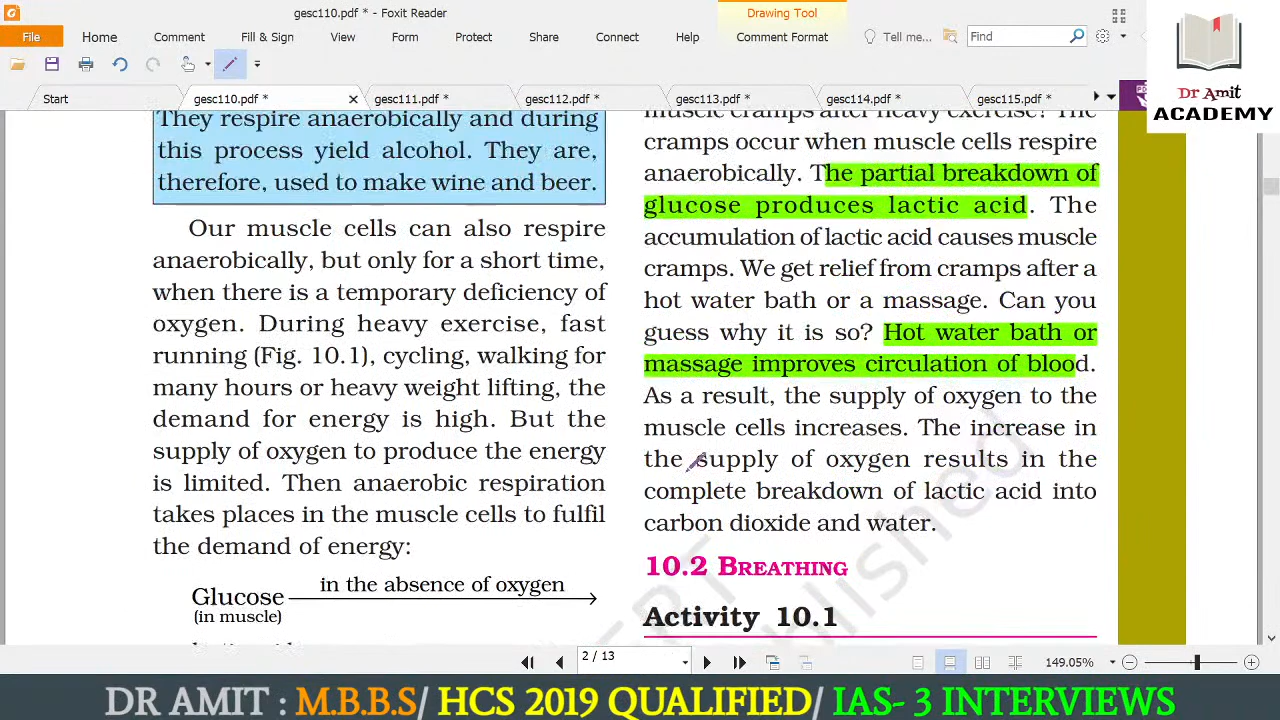 gesc110.pdf * - Foxit Reader
Drawing Tool
File Home Comment Fill & Sign View Form Protect Share Connect Help Comment Format Tell me... Find
Dr Amit
ACADEMY
Start gesc110.pdf * gesc111.pdf * gesc112.pdf * gesc113.pdf * gesc114.pdf * gesc115.pdf *
They respire anaerobically and during
this process yield alcohol. They are,
therefore, used to make wine and beer.
Our muscle cells can also respire
anaerobically, but only for a short time,
when there is a temporary deficiency of
oxygen. During heavy exercise, fast
running (Fig. 10.1), cycling, walking for
many hours or heavy weight lifting, the
demand for energy is high. But the
supply of oxygen to produce the energy
is limited. Then anaerobic respiration
takes places in the muscle cells to fulfil
the demand of energy:
in the absence of oxygen
Glucose
(in muscle)
muscle cramps after heavy exercise? The
cramps occur when muscle cells respire
anaerobically. The partial breakdown of
glucose produces lactic acid. The
accumulation of lactic acid causes muscle
cramps. We get relief from cramps after a
hot water bath or a massage. Can you
guess why it is so? Hot water bath or
massage improves circulation of blood.
As a result, the supply of oxygen to the
muscle cells increases. The increase in
the supply of oxygen results in the
complete breakdown of lactic acid into
carbon dioxide and water.
10.2 BREATHING
Activity 10.1
2 / 13
149.05%
DR AMIT : M.B.B.S/ HCS 2019 QUALIFIED/ IAS- 3 INTERVIEWS